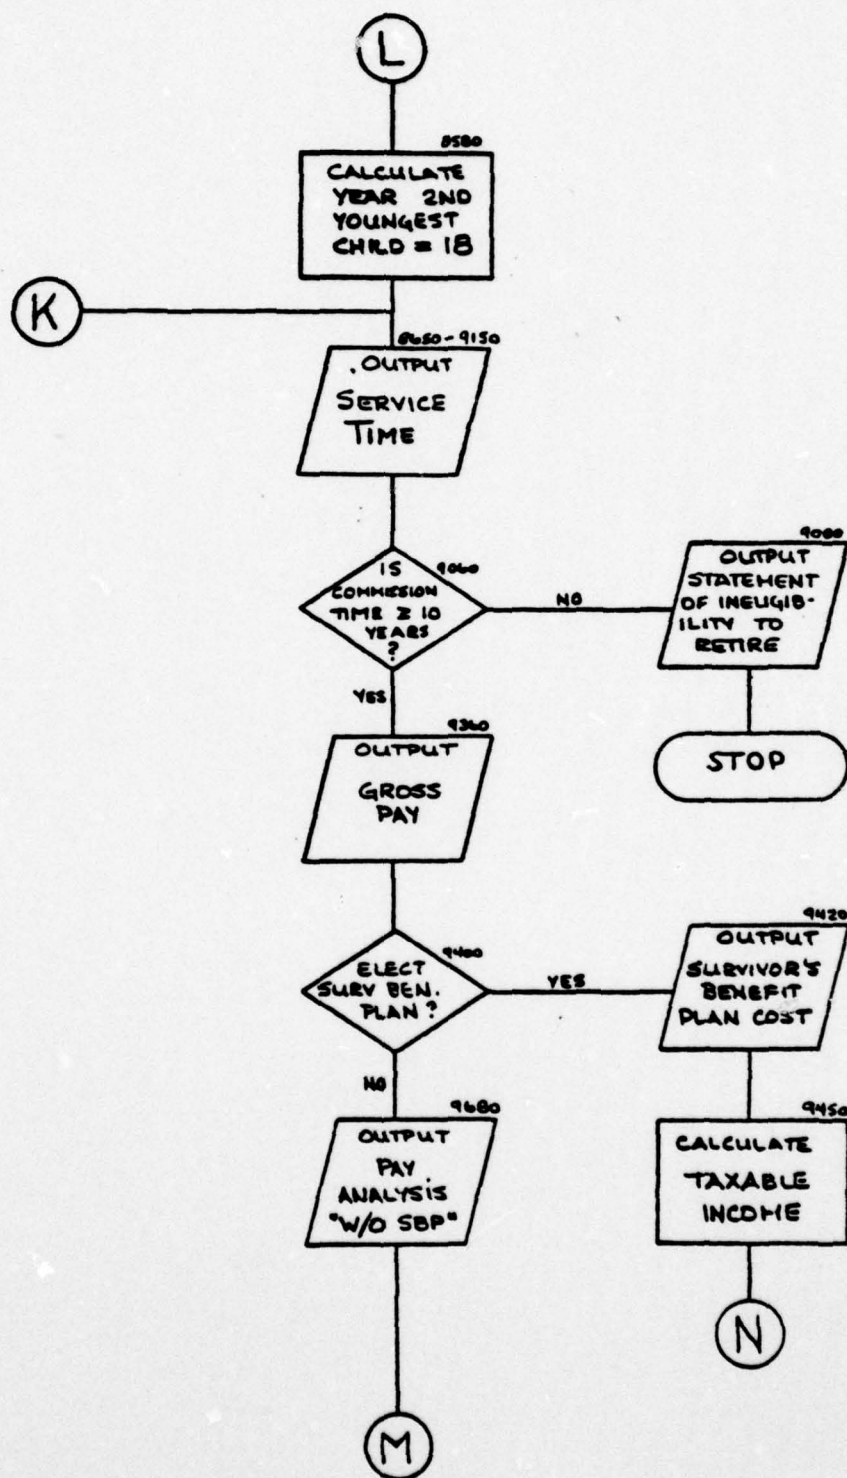 L
8580
CALCULATE
YEAR 2ND
YOUNGEST
CHILD = 18
K
8650-9150
OUTPUT
SERVICE
TIME
9060
IS
COMMISSION
TIME ≥ 10
YEARS
?
NO
9080
OUTPUT
STATEMENT
OF INELIGIB-
ILITY TO
RETIRE
STOP
YES
9360
OUTPUT
GROSS
PAY
9400
ELECT
SURV BEN.
PLAN ?
YES
9420
OUTPUT
SURVIVOR'S
BENEFIT
PLAN COST
9450
CALCULATE
TAXABLE
INCOME
N
NO
9680
OUTPUT
PAY
ANALYSIS
"W/O SBP"
M